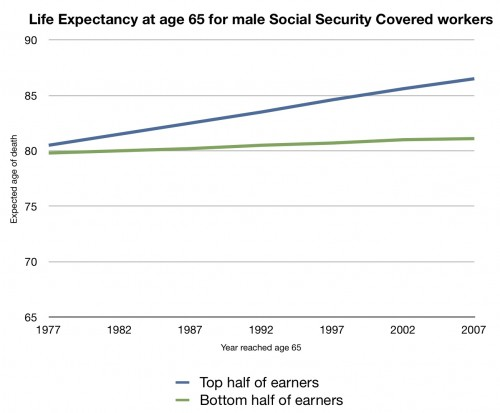 Life Expectancy at age 65 for male Social Security Covered workers
90
85
80
75
70
65
Expected age of death
1977 1982 1987 1992 1997 2002 2007
Year reached age 65
Top half of earners
Bottom half of earners